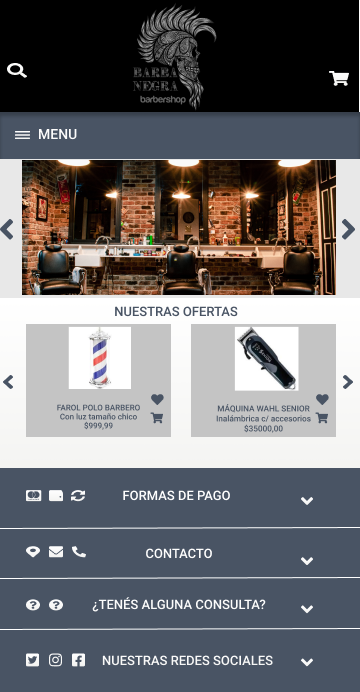 BARBA
NEGRA
barbershop
MENU
NUESTRAS OFERTAS
FAROL POLO BARBERO
Con luz tamaño chico
$999,99
MÁQUINA WAHL SENIOR
Inalámbrica c/ accesorios
$35000,00
FORMAS DE PAGO
CONTACTO
¿TENÉS ALGUNA CONSULTA?
NUESTRAS REDES SOCIALES